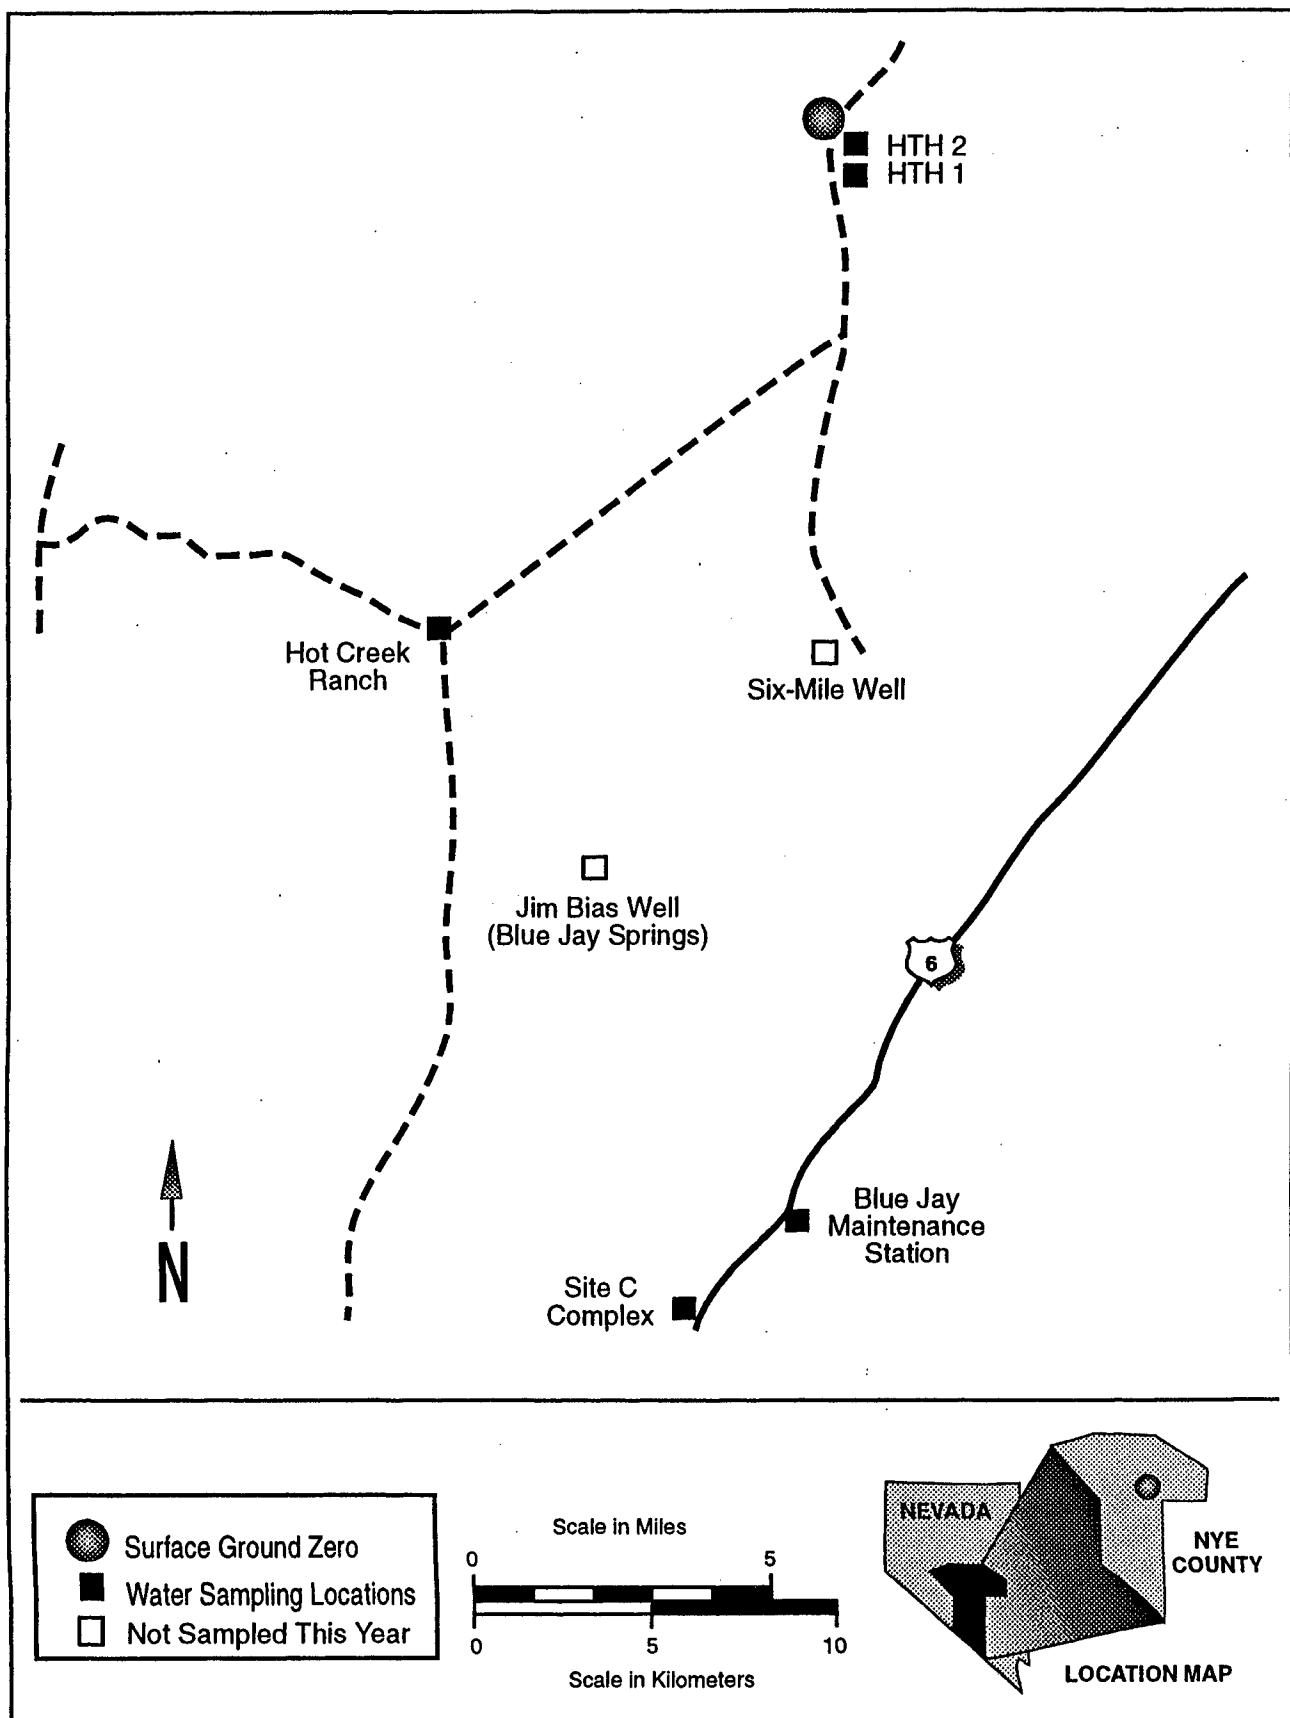 HTH 2
HTH 1
Hot Creek
Ranch
Six-Mile Well
Jim Bias Well
(Blue Jay Springs)
6
Blue Jay
Maintenance
Station
Site C
Complex
N
Surface Ground Zero
Water Sampling Locations
Not Sampled This Year
Scale in Miles
0 5
0 5 10
Scale in Kilometers
NEVADA
NYE
COUNTY
LOCATION MAP